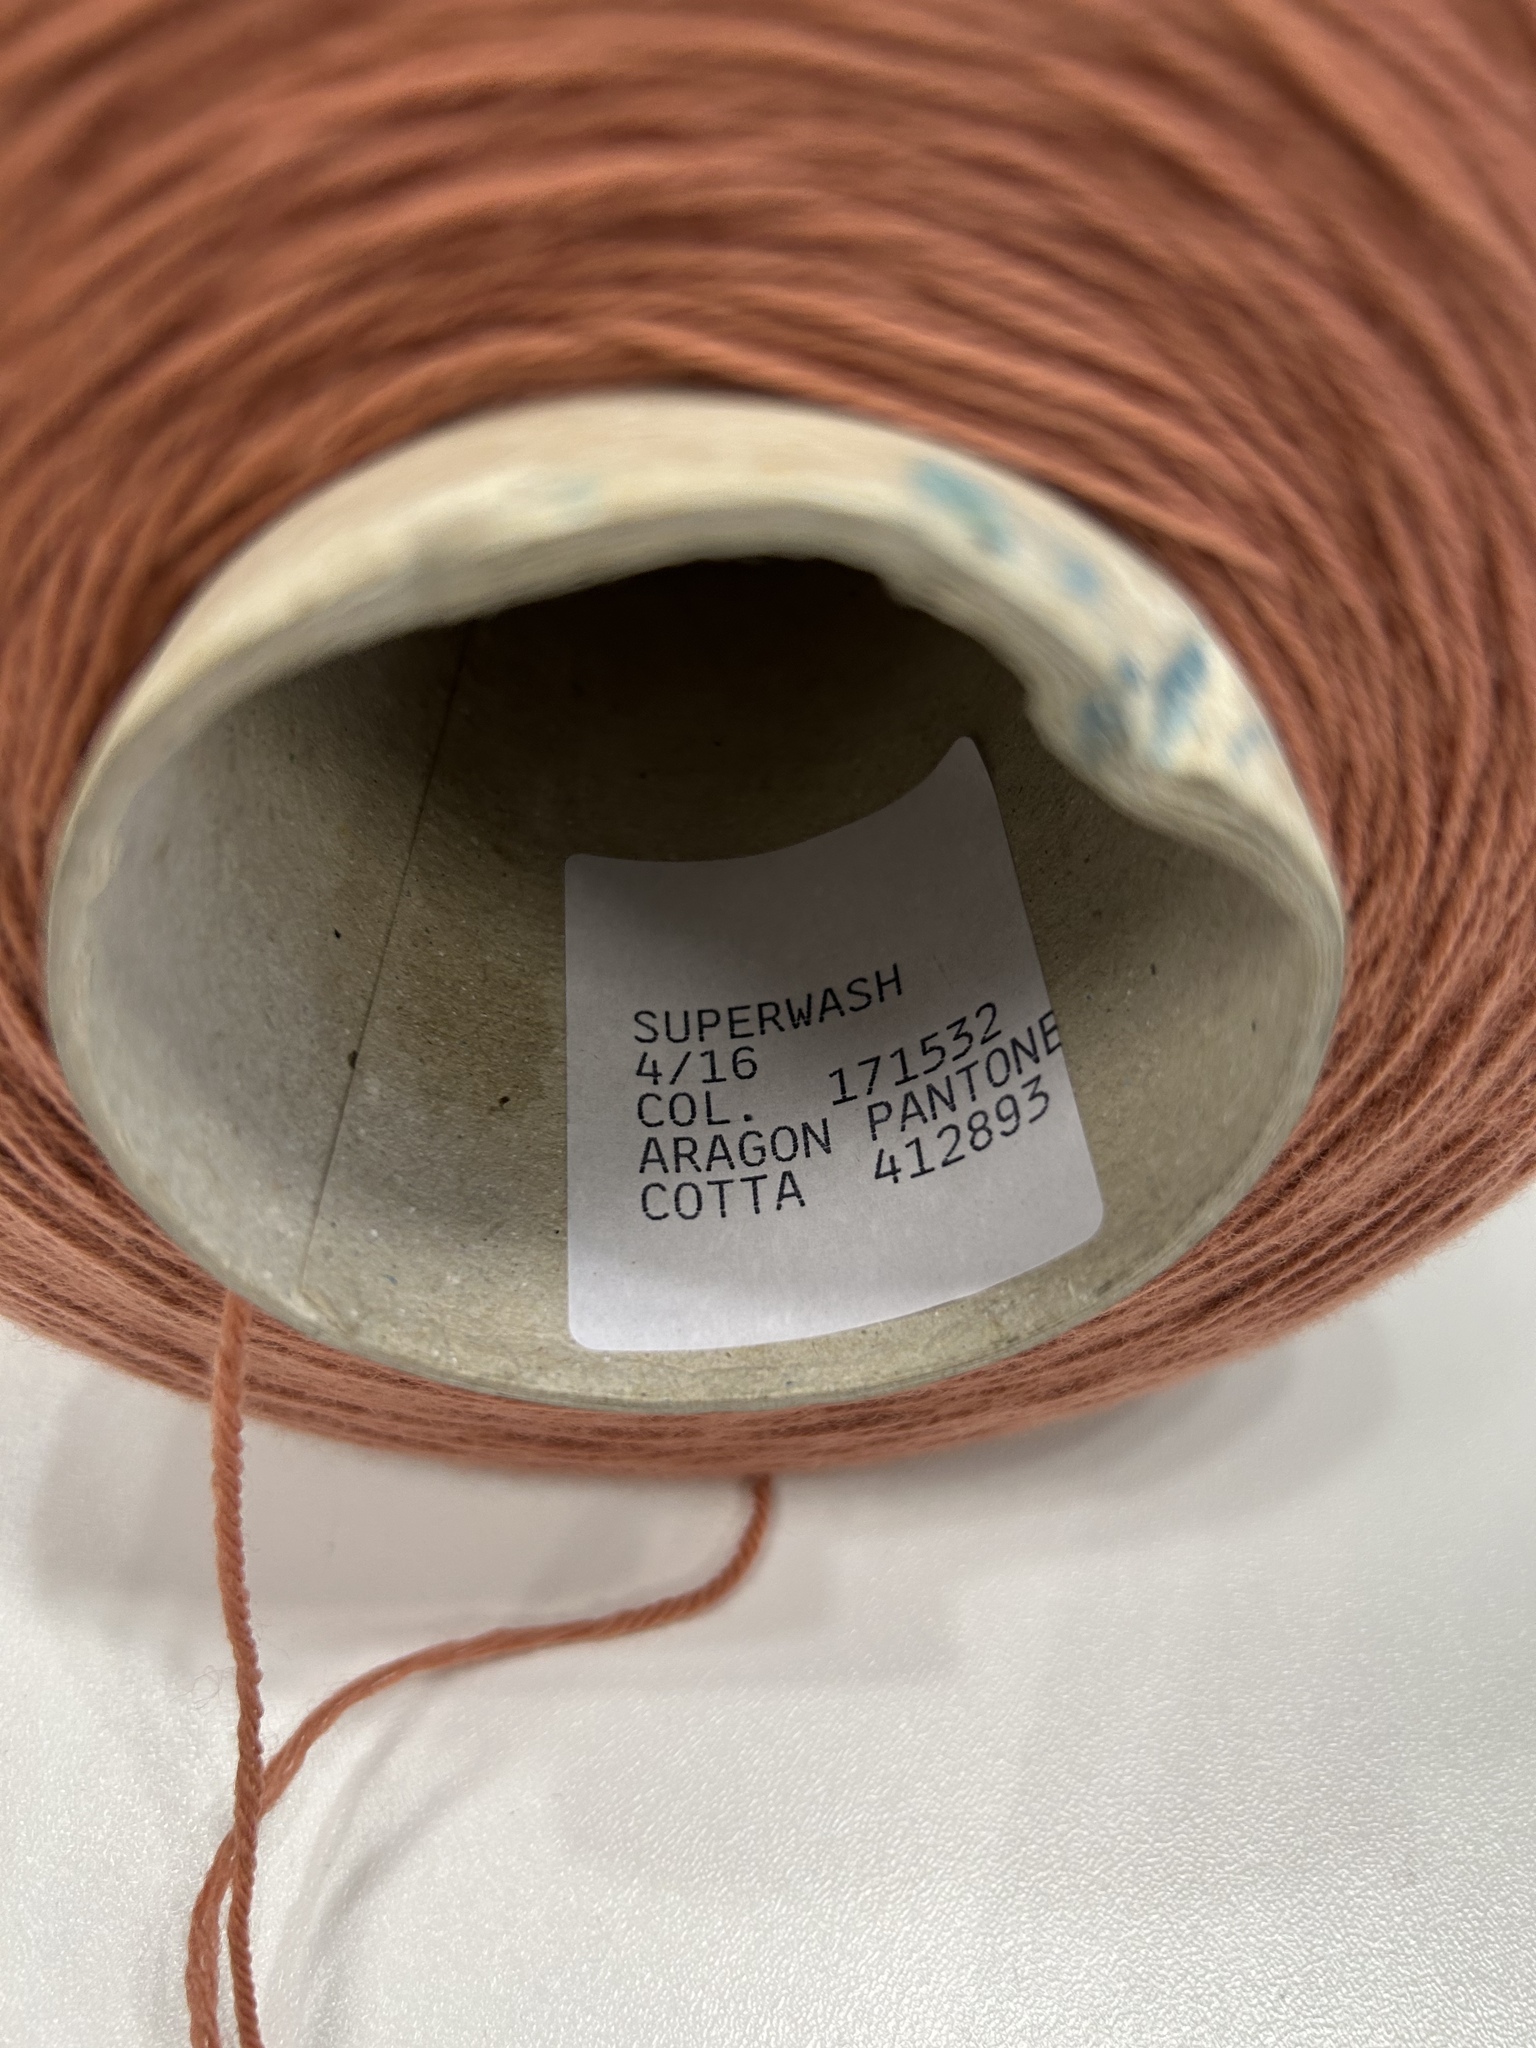 SUPERWASH
4/16
COL. 171532
ARAGON PANTONE
COTTA 412893